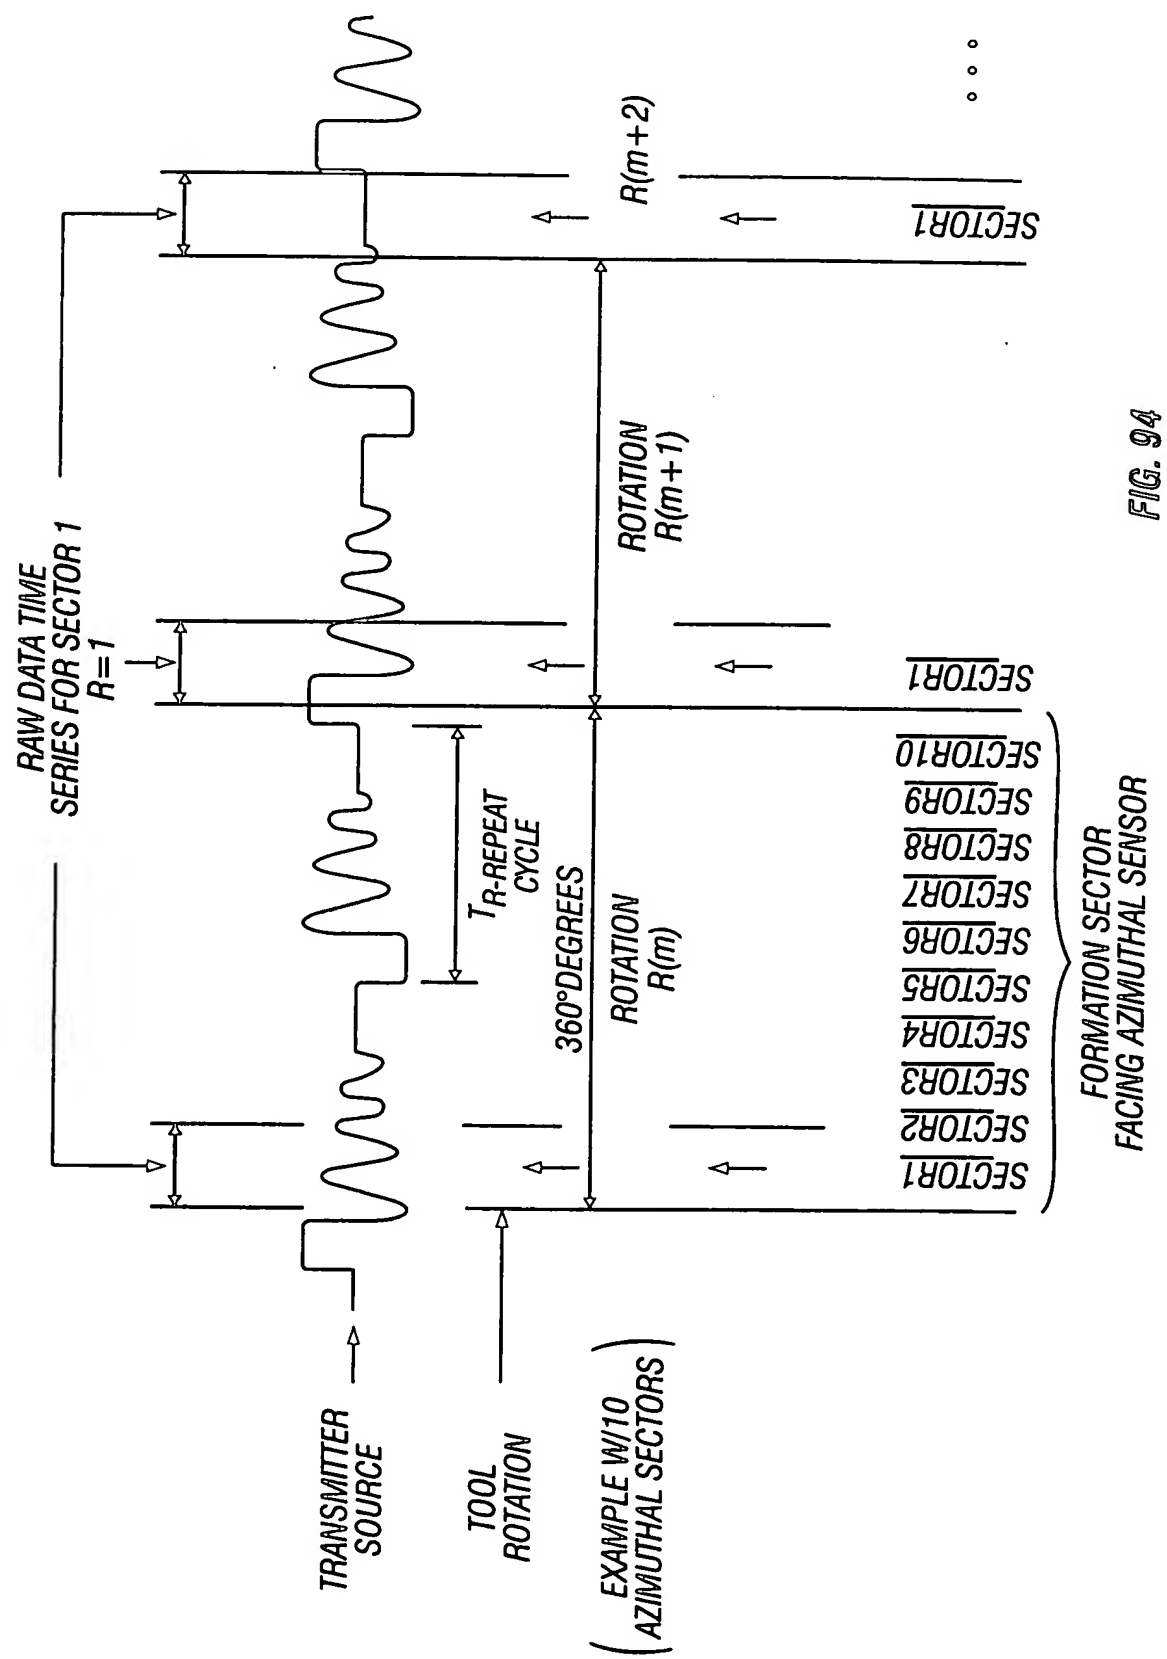 RAW DATA TIME
SERIES FOR SECTOR 1
R=1
TRANSMITTER
SOURCE
TOOL
ROTATION
TR-REPEAT
CYCLE
360°DEGREES
ROTATION
R(m)
ROTATION
R(m+1)
R(m+2)
(EXAMPLE W/10
AZIMUTHAL SECTORS)
SECTOR1
SECTOR2
SECTOR3
SECTOR4
SECTOR5
SECTOR6
SECTOR7
SECTOR8
SECTOR9
SECTOR10
SECTOR1
SECTOR1
FORMATION SECTOR
FACING AZIMUTHAL SENSOR
FIG. 94